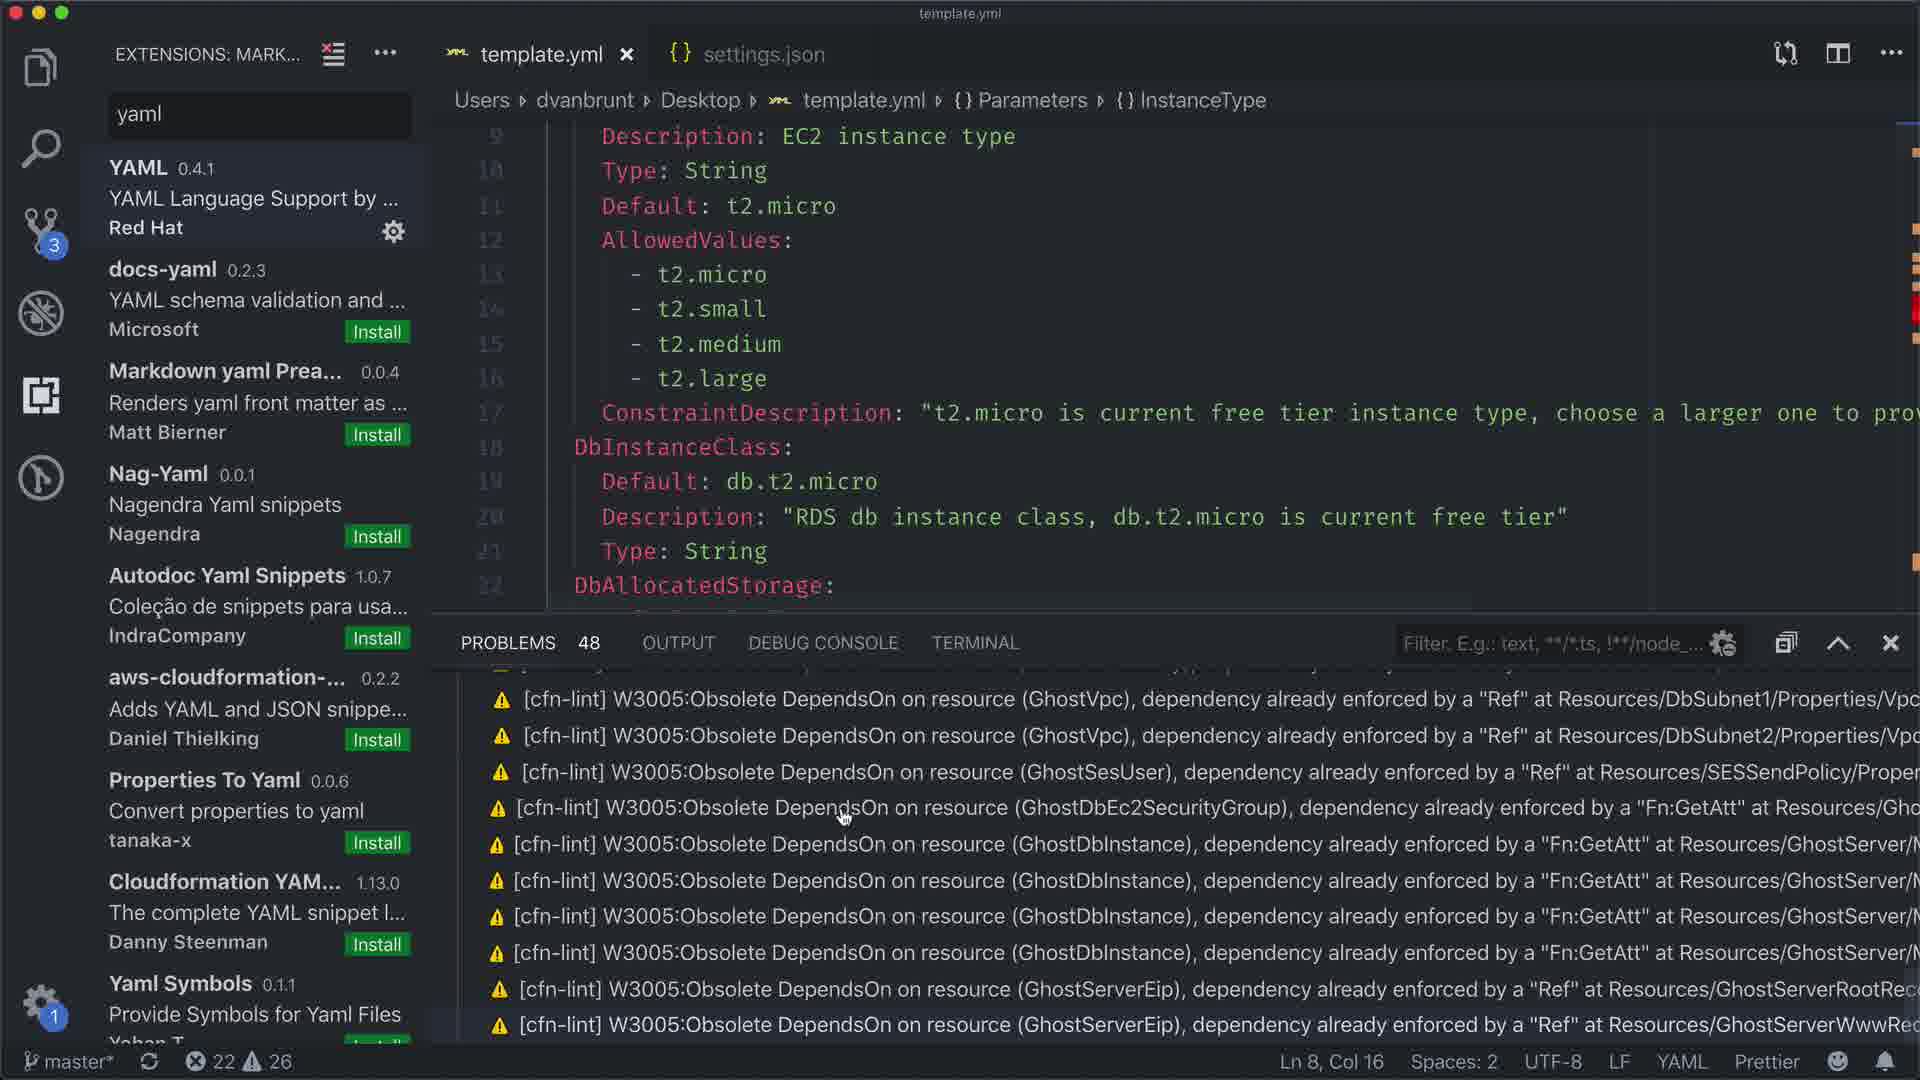 template.yml
EXTENSIONS: MARK...
template.yml
settings.json
yaml
Users
dvanbrunt
Desktop
template.yml
{} Parameters
{} InstanceType
YAML 0.4.1
YAML Language Support by ...
Red Hat
docs-yaml 0.2.3
YAML schema validation and ...
Microsoft
Install
Markdown yaml Prea... 0.0.4
Renders yaml front matter as ...
Matt Bierner
Install
Nag-Yaml 0.0.1
Nagendra Yaml snippets
Nagendra
Install
Autodoc Yaml Snippets 1.0.7
Coleção de snippets para usa...
IndraCompany
Install
aws-cloudformation-... 0.2.2
Adds YAML and JSON snippe...
Daniel Thielking
Install
Properties To Yaml 0.0.6
Convert properties to yaml
tanaka-x
Install
Cloudformation YAM... 1.13.0
The complete YAML snippet l...
Danny Steenman
Install
Yaml Symbols 0.1.1
Provide Symbols for Yaml Files
9 Description: EC2 instance type
10 Type: String
11 Default: t2.micro
12 AllowedValues:
13 - t2.micro
14 - t2.small
15 - t2.medium
16 - t2.large
17 ConstraintDescription: "t2.micro is current free tier instance type, choose a larger one to prov
18 DbInstanceClass:
19 Default: db.t2.micro
20 Description: "RDS db instance class, db.t2.micro is current free tier"
21 Type: String
22 DbAllocatedStorage:
PROBLEMS 48 OUTPUT DEBUG CONSOLE TERMINAL
Filter. E.g.: text, **/*.ts, !**/node_...
[cfn-lint] W3005:Obsolete DependsOn on resource (GhostVpc), dependency already enforced by a "Ref" at Resources/DbSubnet1/Properties/Vpc
[cfn-lint] W3005:Obsolete DependsOn on resource (GhostVpc), dependency already enforced by a "Ref" at Resources/DbSubnet2/Properties/Vpc
[cfn-lint] W3005:Obsolete DependsOn on resource (GhostSesUser), dependency already enforced by a "Ref" at Resources/SESSendPolicy/Proper
[cfn-lint] W3005:Obsolete DependsOn on resource (GhostDbEc2SecurityGroup), dependency already enforced by a "Fn:GetAtt" at Resources/Gho
[cfn-lint] W3005:Obsolete DependsOn on resource (GhostDbInstance), dependency already enforced by a "Fn:GetAtt" at Resources/GhostServer/M
[cfn-lint] W3005:Obsolete DependsOn on resource (GhostDbInstance), dependency already enforced by a "Fn:GetAtt" at Resources/GhostServer/M
[cfn-lint] W3005:Obsolete DependsOn on resource (GhostDbInstance), dependency already enforced by a "Fn:GetAtt" at Resources/GhostServer/M
[cfn-lint] W3005:Obsolete DependsOn on resource (GhostDbInstance), dependency already enforced by a "Fn:GetAtt" at Resources/GhostServer/M
[cfn-lint] W3005:Obsolete DependsOn on resource (GhostServerEip), dependency already enforced by a "Ref" at Resources/GhostServerRootRec
[cfn-lint] W3005:Obsolete DependsOn on resource (GhostServerEip), dependency already enforced by a "Ref" at Resources/GhostServerWwwRec
3
1
master* 22 26 Ln 8, Col 16 Spaces: 2 UTF-8 LF YAML Prettier